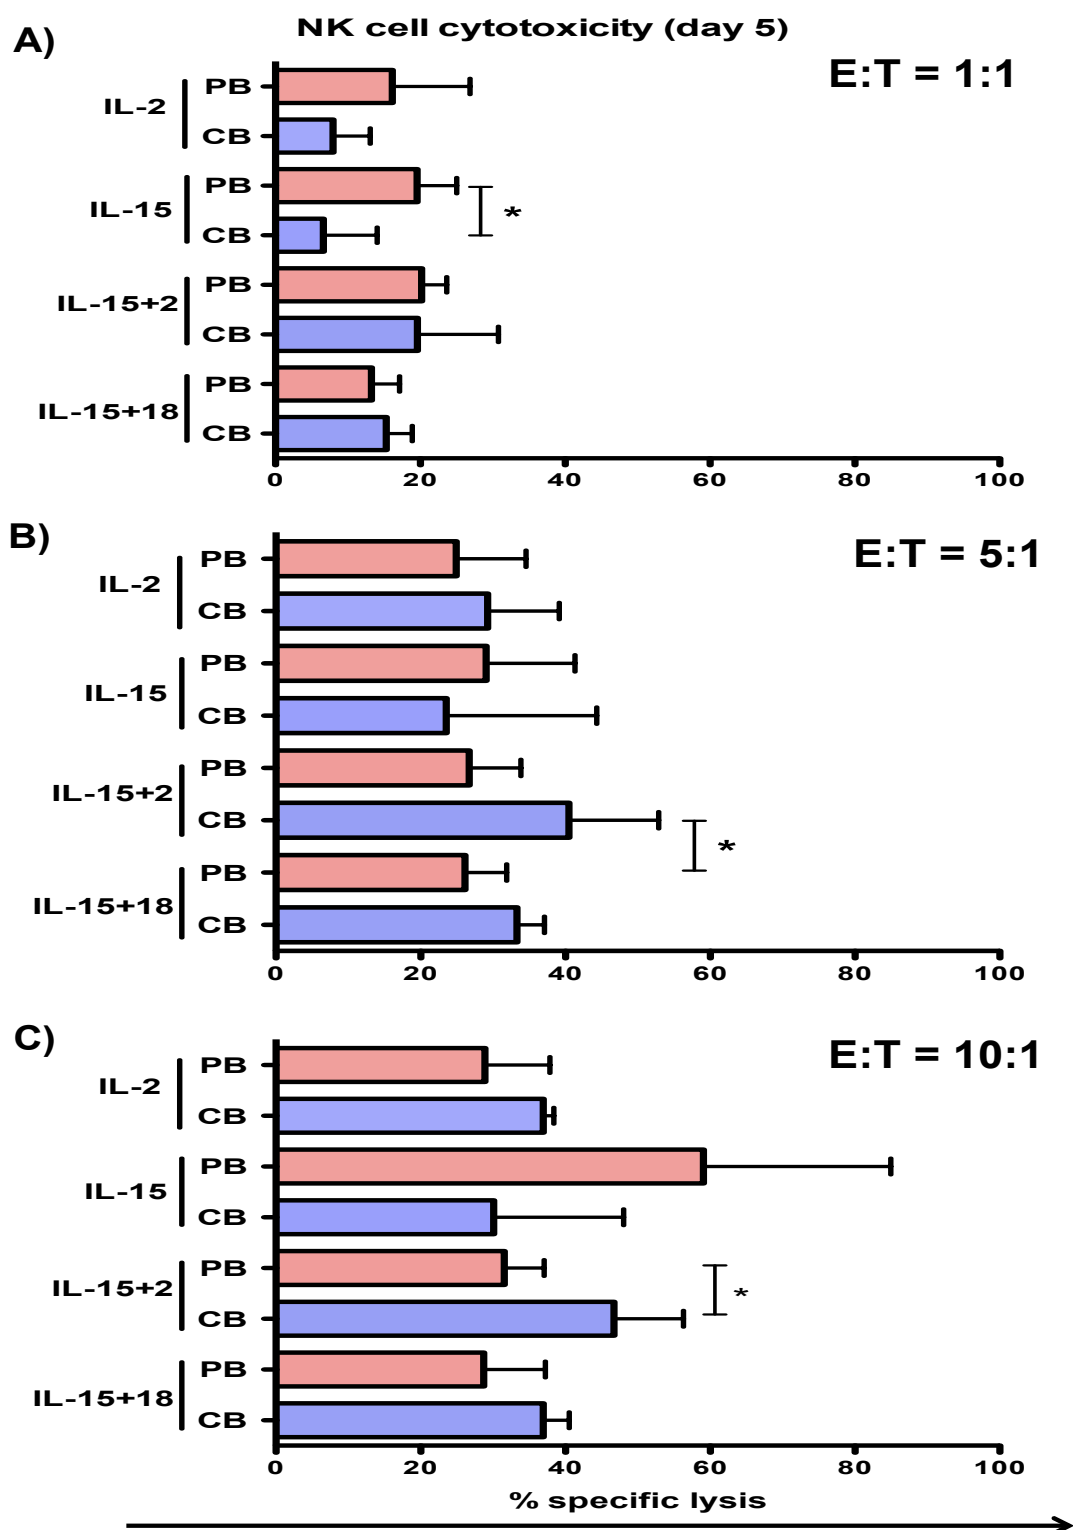 NK cell cytotoxicity (day 5)
A)
E:T = 1:1
IL-2
PB
CB
IL-15
PB
CB
*
IL-15+2
PB
CB
IL-15+18
PB
CB
0 20 40 60 80 100
B)
E:T = 5:1
IL-2
PB
CB
IL-15
PB
CB
IL-15+2
PB
CB
*
IL-15+18
PB
CB
0 20 40 60 80 100
C)
E:T = 10:1
IL-2
PB
CB
IL-15
PB
CB
IL-15+2
PB
CB
*
IL-15+18
PB
CB
0 20 40 60 80 100
% specific lysis